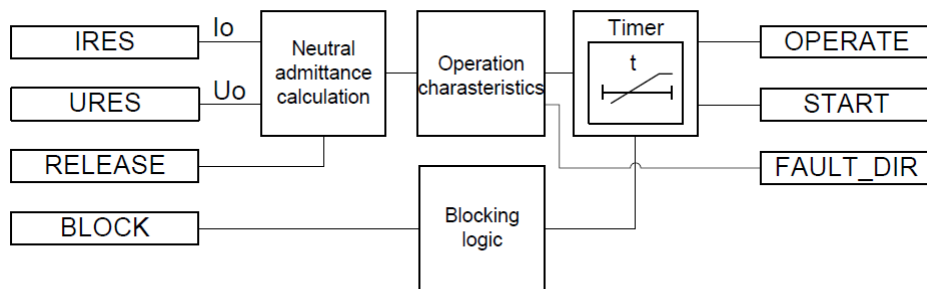 IRES
Io
Neutral
admittance
calculation
Operation
charasteristics
Timer
t
OPERATE
URES
Uo
START
RELEASE
FAULT_DIR
BLOCK
Blocking
logic